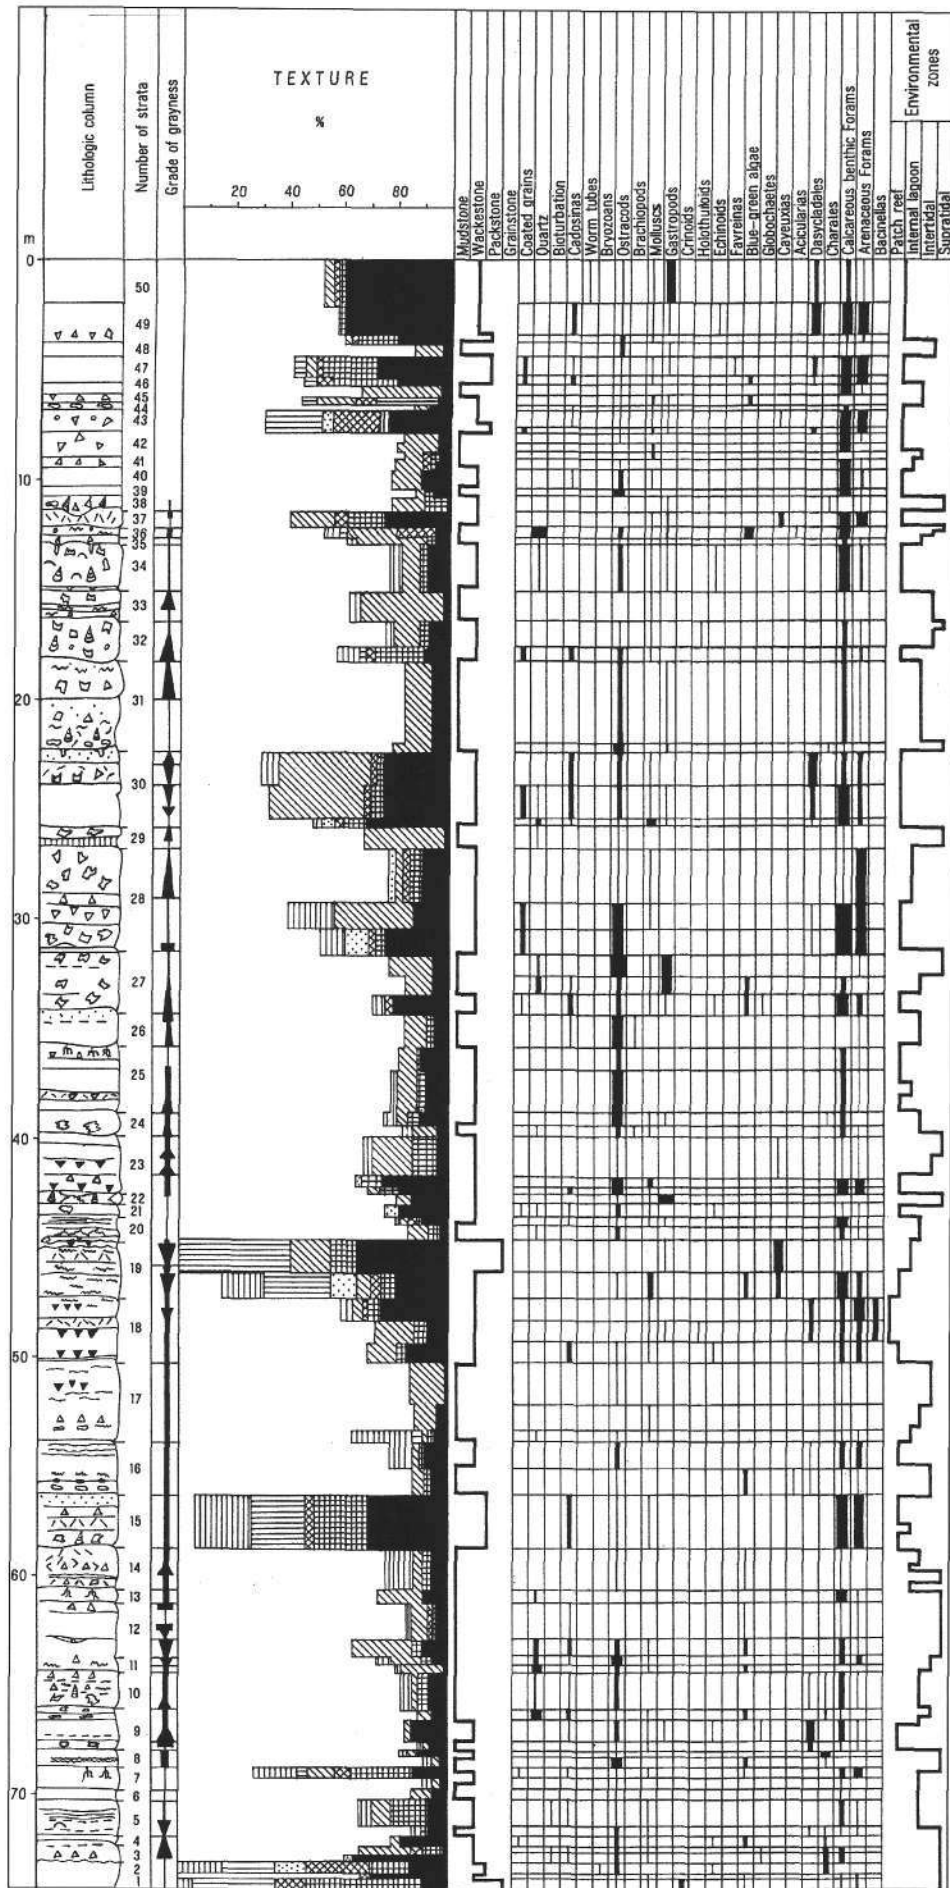 Lithologic column
Number of strata
Grade of grayness
TEXTURE
%
20 40 60 80
Mudstone
Wackestone
Packstone
Grainstone
Coated grains
Quartz
Bioturbation
Cadosinas
Worm tubes
Bryozoans
Ostracods
Brachiopods
Molluscs
Gastropods
Crinoids
Holothuloids
Echinoids
Favreinas
Blue-green algae
Globochaetes
Cayeuxias
Acicularias
Dasycladales
Charales
Calcareous benthic Forams
Arenaceous Forams
Bacinellas
Environmental
zones
Patch reef
Internal lagoon
Intertidal
Supratidal
m
0
50
49
48
47
46
45
44
43
42
41
10
40
39
38
37
36
35
34
33
32
20
31
30
29
28
30
27
26
25
24
40
23
22
21
20
19
18
50
17
16
15
60
14
13
12
11
10
9
8
7
70
6
5
4
3
2
1